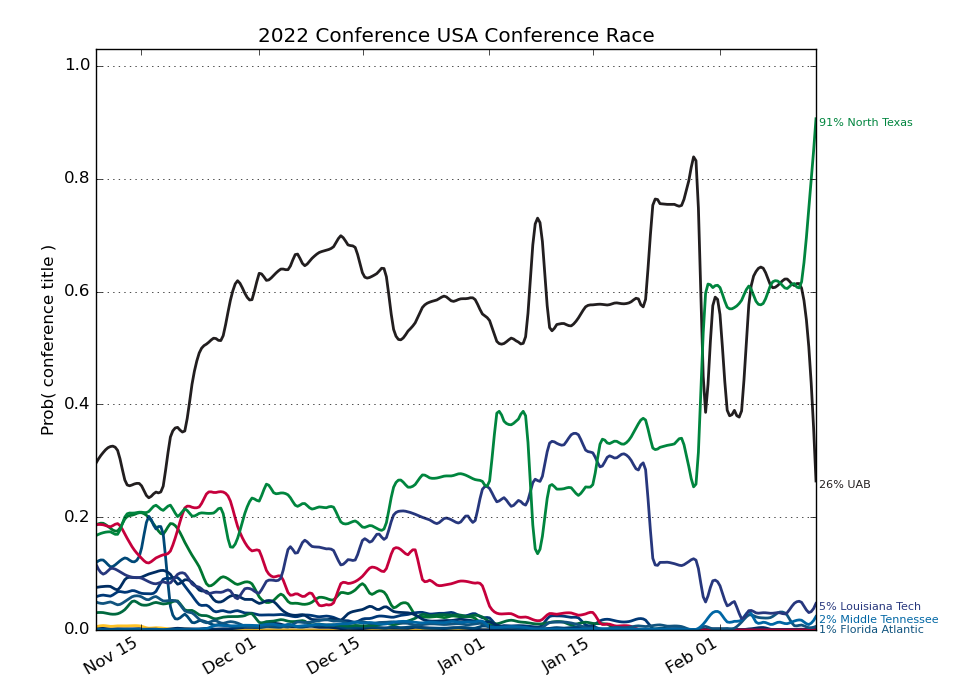 2022 Conference USA Conference Race
Prob( conference title )
1.0
0.8
0.6
0.4
0.2
0.0
Nov 15
Dec 01
Dec 15
Jan 01
Jan 15
Feb 01
91% North Texas
26% UAB
5% Louisiana Tech
2% Middle Tennessee
1% Florida Atlantic